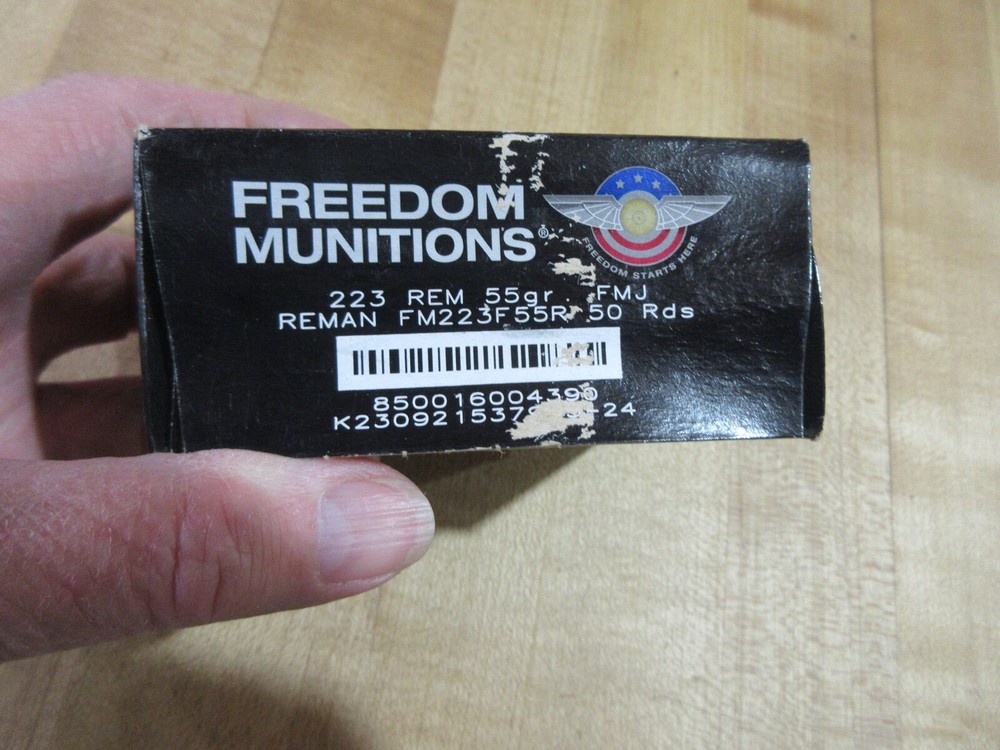 FREEDOM
MUNITIONS®
FREEDOM STARTS HERE
223 REM 55gr FMJ
REMAN FM223F55R 50 Rds
850016004390